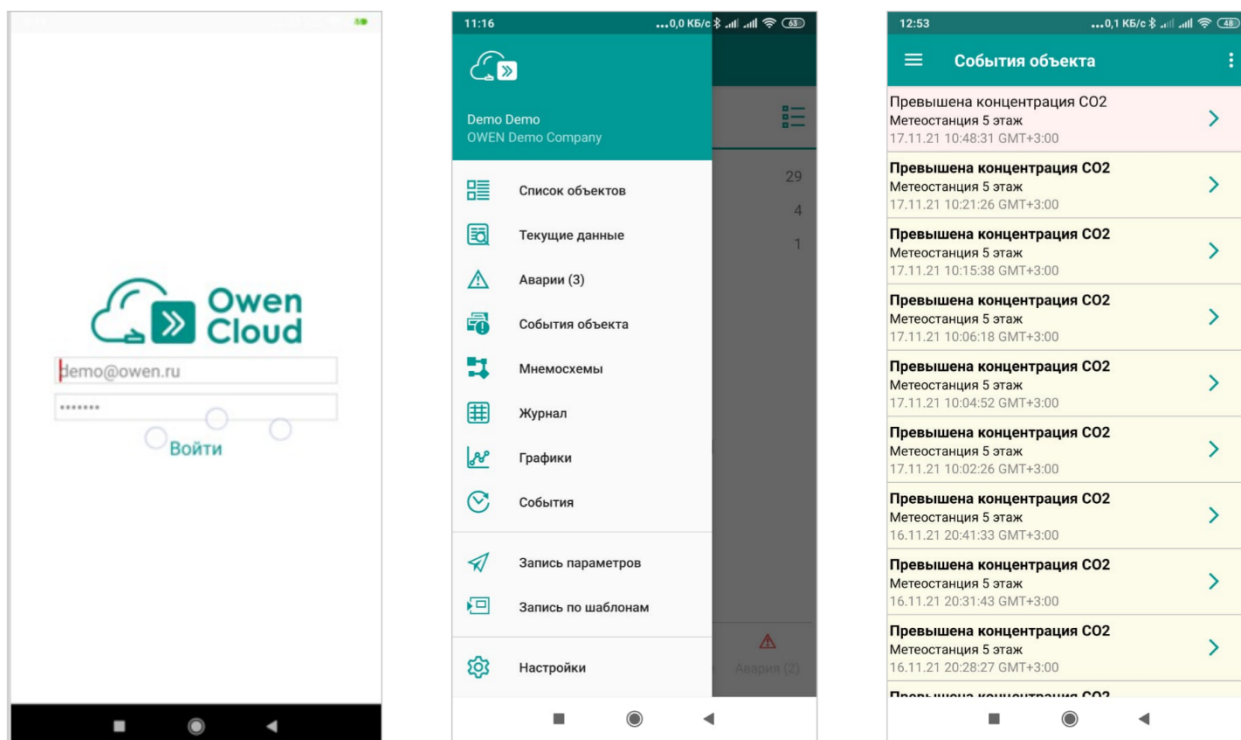 Owen
Cloud
demo@owen.ru
•••••••
Войти
11:16
...0,0 КБ/с
63
Demo Demo
OWEN Demo Company
29
4
1
Список объектов
Текущие данные
Аварии (3)
События объекта
Мнемосхемы
Журнал
Графики
События
Запись параметров
Запись по шаблонам
Настройки
Авария (2)
12:53
...0,1 КБ/с
48
События объекта
Превышена концентрация CO2
Метеостанция 5 этаж
17.11.21 10:48:31 GMT+3:00
Превышена концентрация CO2
Метеостанция 5 этаж
17.11.21 10:21:26 GMT+3:00
Превышена концентрация CO2
Метеостанция 5 этаж
17.11.21 10:15:38 GMT+3:00
Превышена концентрация CO2
Метеостанция 5 этаж
17.11.21 10:06:18 GMT+3:00
Превышена концентрация CO2
Метеостанция 5 этаж
17.11.21 10:04:52 GMT+3:00
Превышена концентрация CO2
Метеостанция 5 этаж
17.11.21 10:02:26 GMT+3:00
Превышена концентрация CO2
Метеостанция 5 этаж
16.11.21 20:41:33 GMT+3:00
Превышена концентрация CO2
Метеостанция 5 этаж
16.11.21 20:31:43 GMT+3:00
Превышена концентрация CO2
Метеостанция 5 этаж
16.11.21 20:28:27 GMT+3:00
Превышена концентрация CO2